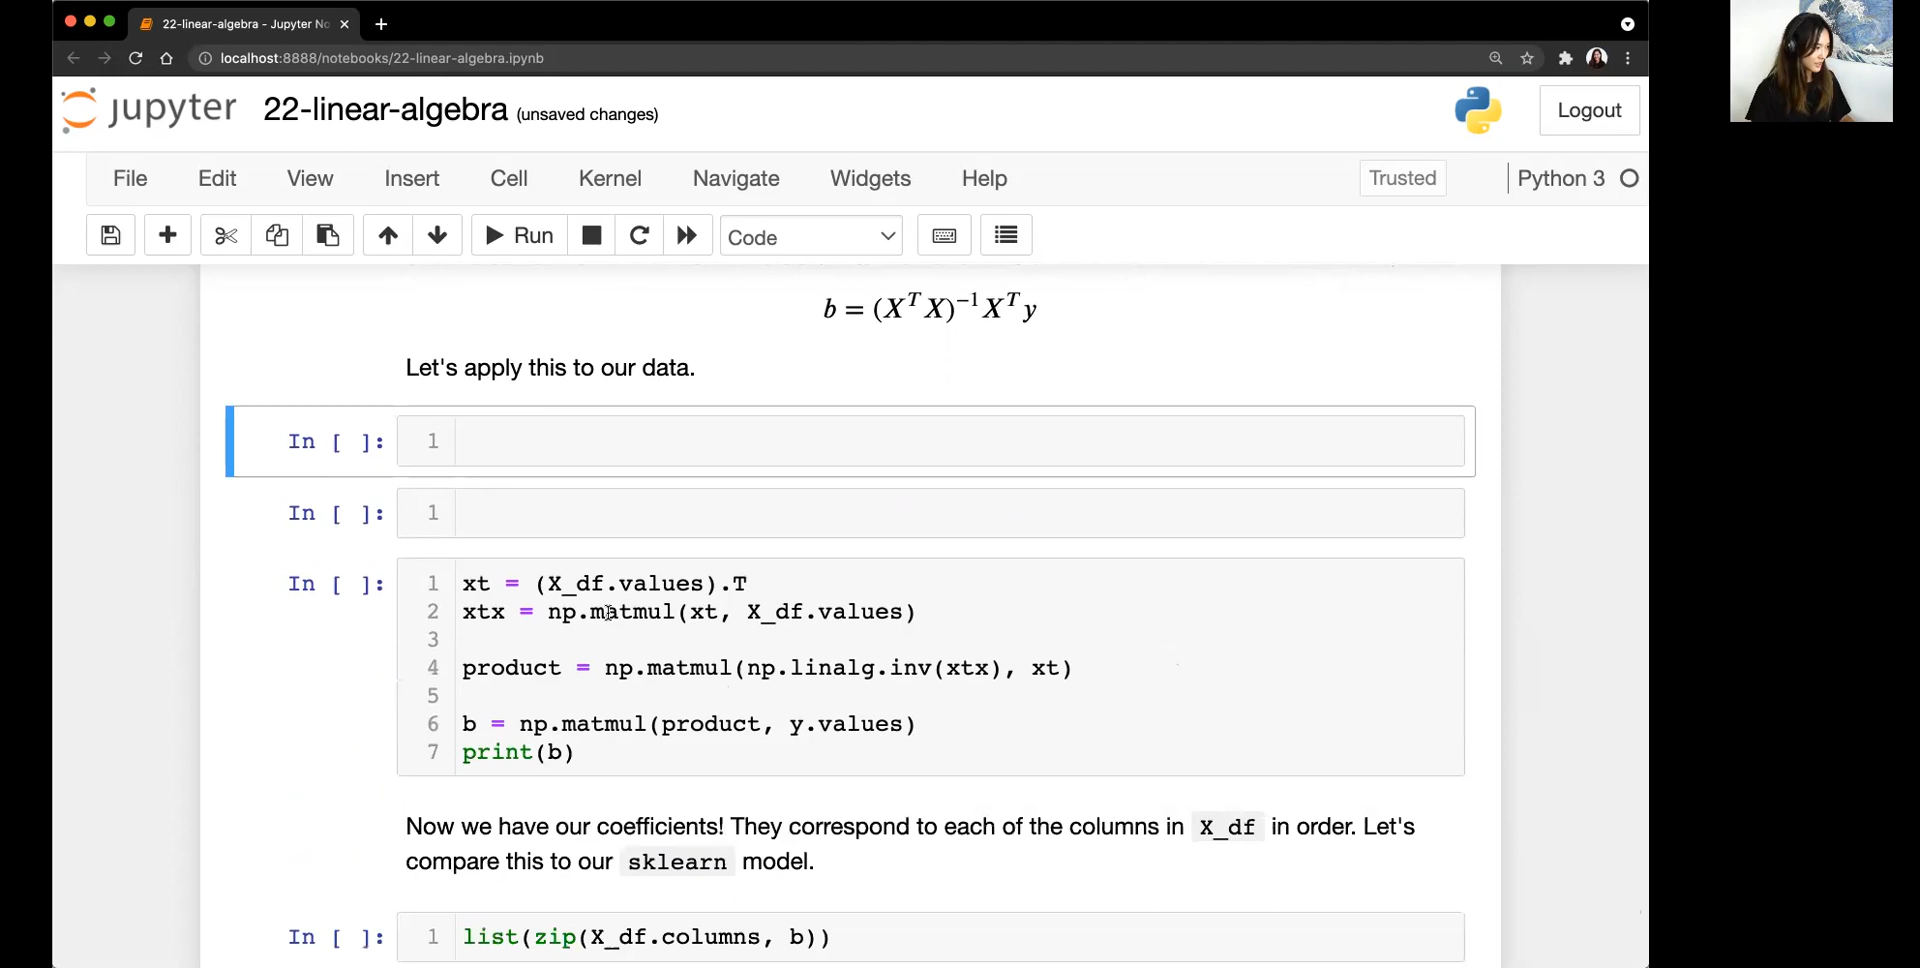 22-linear-algebra - Jupyter No
localhost:8888/notebooks/22-linear-algebra.ipynb
jupyter 22-linear-algebra (unsaved changes)
Logout
File Edit View Insert Cell Kernel Navigate Widgets Help Trusted Python 3
Run Code
b = (X^T X)^−1 X^T y
Let's apply this to our data.
In [ ]: 1
In [ ]: 1
In [ ]: 1 xt = (X_df.values).T
2 xtx = np.matmul(xt, X_df.values)
3
4 product = np.matmul(np.linalg.inv(xtx), xt)
5
6 b = np.matmul(product, y.values)
7 print(b)
Now we have our coefficients! They correspond to each of the columns in X_df in order. Let's
compare this to our sklearn model.
In [ ]: 1 list(zip(X_df.columns, b))